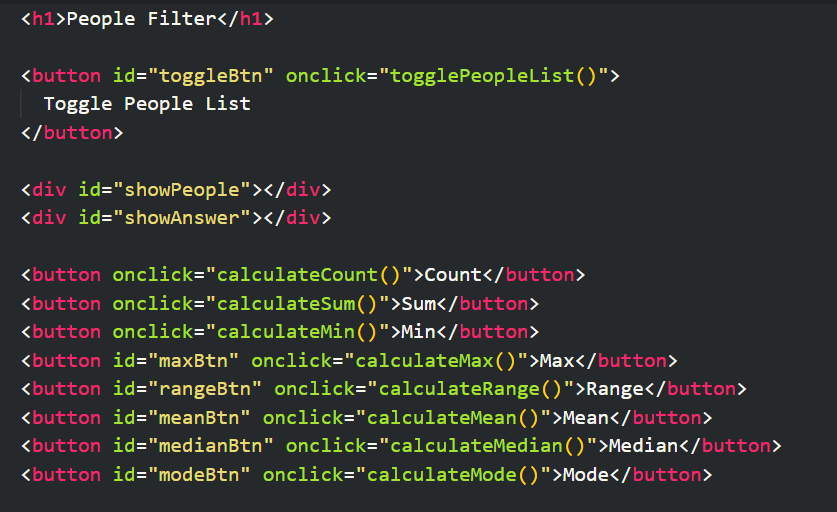 <h1>People Filter</h1>
<button id="toggleBtn" onclick="togglePeopleList()">
Toggle People List
</button>
<div id="showPeople"></div>
<div id="showAnswer"></div>
<button onclick="calculateCount()">Count</button>
<button onclick="calculateSum()">Sum</button>
<button onclick="calculateMin()">Min</button>
<button id="maxBtn" onclick="calculateMax()">Max</button>
<button id="rangeBtn" onclick="calculateRange()">Range</button>
<button id="meanBtn" onclick="calculateMean()">Mean</button>
<button id="medianBtn" onclick="calculateMedian()">Median</button>
<button id="modeBtn" onclick="calculateMode()">Mode</button>